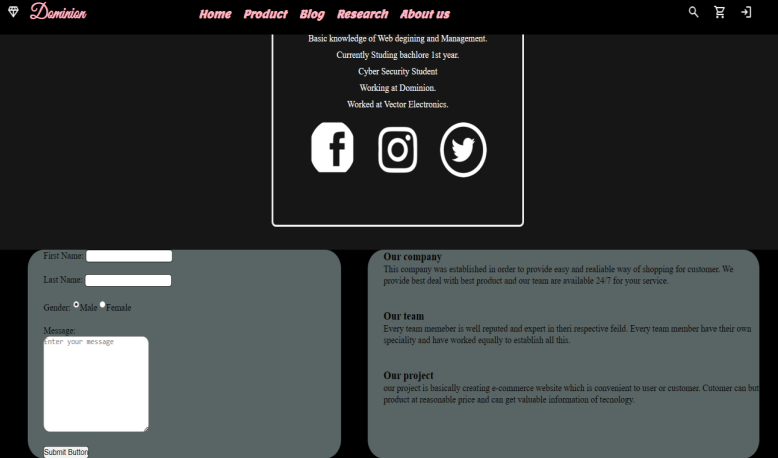 Dominion Home Product Blog Research About us
Basic knowledge of Web degining and Management.
Currently Studing bachlore 1st year.
Cyber Security Student
Working at Dominion.
Worked at Vector Electronics.
First Name:
Last Name:
Gender: Male Female
Message:
Enter your message
Submit Button
Our company
This company was established in order to provide easy and realiable way of shopping for customer. We
provide best deal with best product and our team are available 24/7 for your service.
Our team
Every team memeber is well reputed and expert in theri respective feild. Every team member have their own
speciality and have worked equally to establish all this.
Our project
our project is basically creating e-commerce website which is convenient to user or customer. Cutomer can but
product at reasonable price and can get valuable information of tecnology.